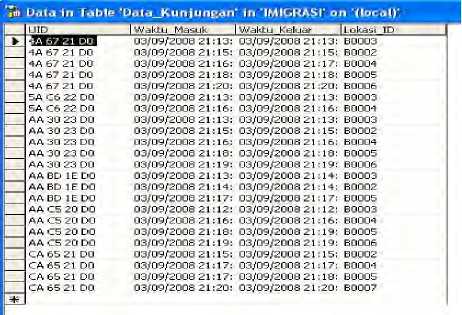 Data in Table 'Data_Kunjungan' in 'IMIGRASI' on '(local)'
UID Waktu_Masuk Waktu_Keluar Lokasi_ID
4A 67 21 D0 03/09/2008 21:13: 03/09/2008 21:13: B0003
4A 67 21 D0 03/09/2008 21:15: 03/09/2008 21:15: B0002
4A 67 21 D0 03/09/2008 21:16: 03/09/2008 21:17: B0004
4A 67 21 D0 03/09/2008 21:18: 03/09/2008 21:18: B0005
4A 67 21 D0 03/09/2008 21:20: 03/09/2008 21:20: B0006
5A C6 22 D0 03/09/2008 21:13: 03/09/2008 21:13: B0003
5A C6 22 D0 03/09/2008 21:16: 03/09/2008 21:16: B0004
AA 30 23 D0 03/09/2008 21:13: 03/09/2008 21:13: B0003
AA 30 23 D0 03/09/2008 21:15: 03/09/2008 21:15: B0002
AA 30 23 D0 03/09/2008 21:16: 03/09/2008 21:16: B0004
AA 30 23 D0 03/09/2008 21:18: 03/09/2008 21:18: B0005
AA 30 23 D0 03/09/2008 21:19: 03/09/2008 21:19: B0006
AA BD 1E D0 03/09/2008 21:13: 03/09/2008 21:14: B0003
AA BD 1E D0 03/09/2008 21:14: 03/09/2008 21:14: B0002
AA BD 1E D0 03/09/2008 21:17: 03/09/2008 21:17: B0005
AA C5 20 D0 03/09/2008 21:12: 03/09/2008 21:12: B0003
AA C5 20 D0 03/09/2008 21:16: 03/09/2008 21:16: B0004
AA C5 20 D0 03/09/2008 21:18: 03/09/2008 21:19: B0005
AA C5 20 D0 03/09/2008 21:19: 03/09/2008 21:19: B0006
CA 65 21 D0 03/09/2008 21:15: 03/09/2008 21:15: B0002
CA 65 21 D0 03/09/2008 21:17: 03/09/2008 21:17: B0004
CA 65 21 D0 03/09/2008 21:17: 03/09/2008 21:18: B0005
CA 65 21 D0 03/09/2008 21:20: 03/09/2008 21:20: B0007